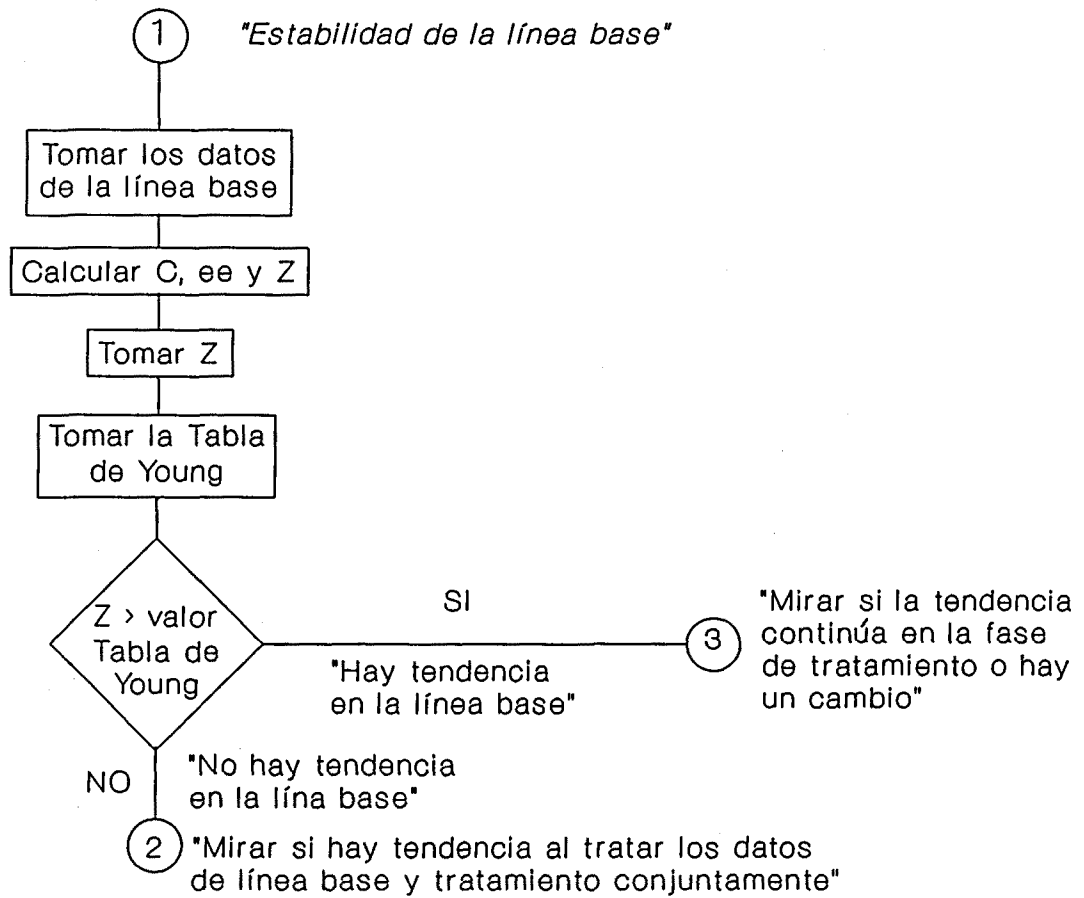 1
"Estabilidad de la línea base"
Tomar los datos
de la línea base
Calcular C, ee y Z
Tomar Z
Tomar la Tabla
de Young
Z > valor
Tabla de
Young
SI
"Hay tendencia
en la línea base"
3
"Mirar si la tendencia
continúa en la fase
de tratamiento o hay
un cambio"
NO
"No hay tendencia
en la lína base"
2
"Mirar si hay tendencia al tratar los datos
de línea base y tratamiento conjuntamente"